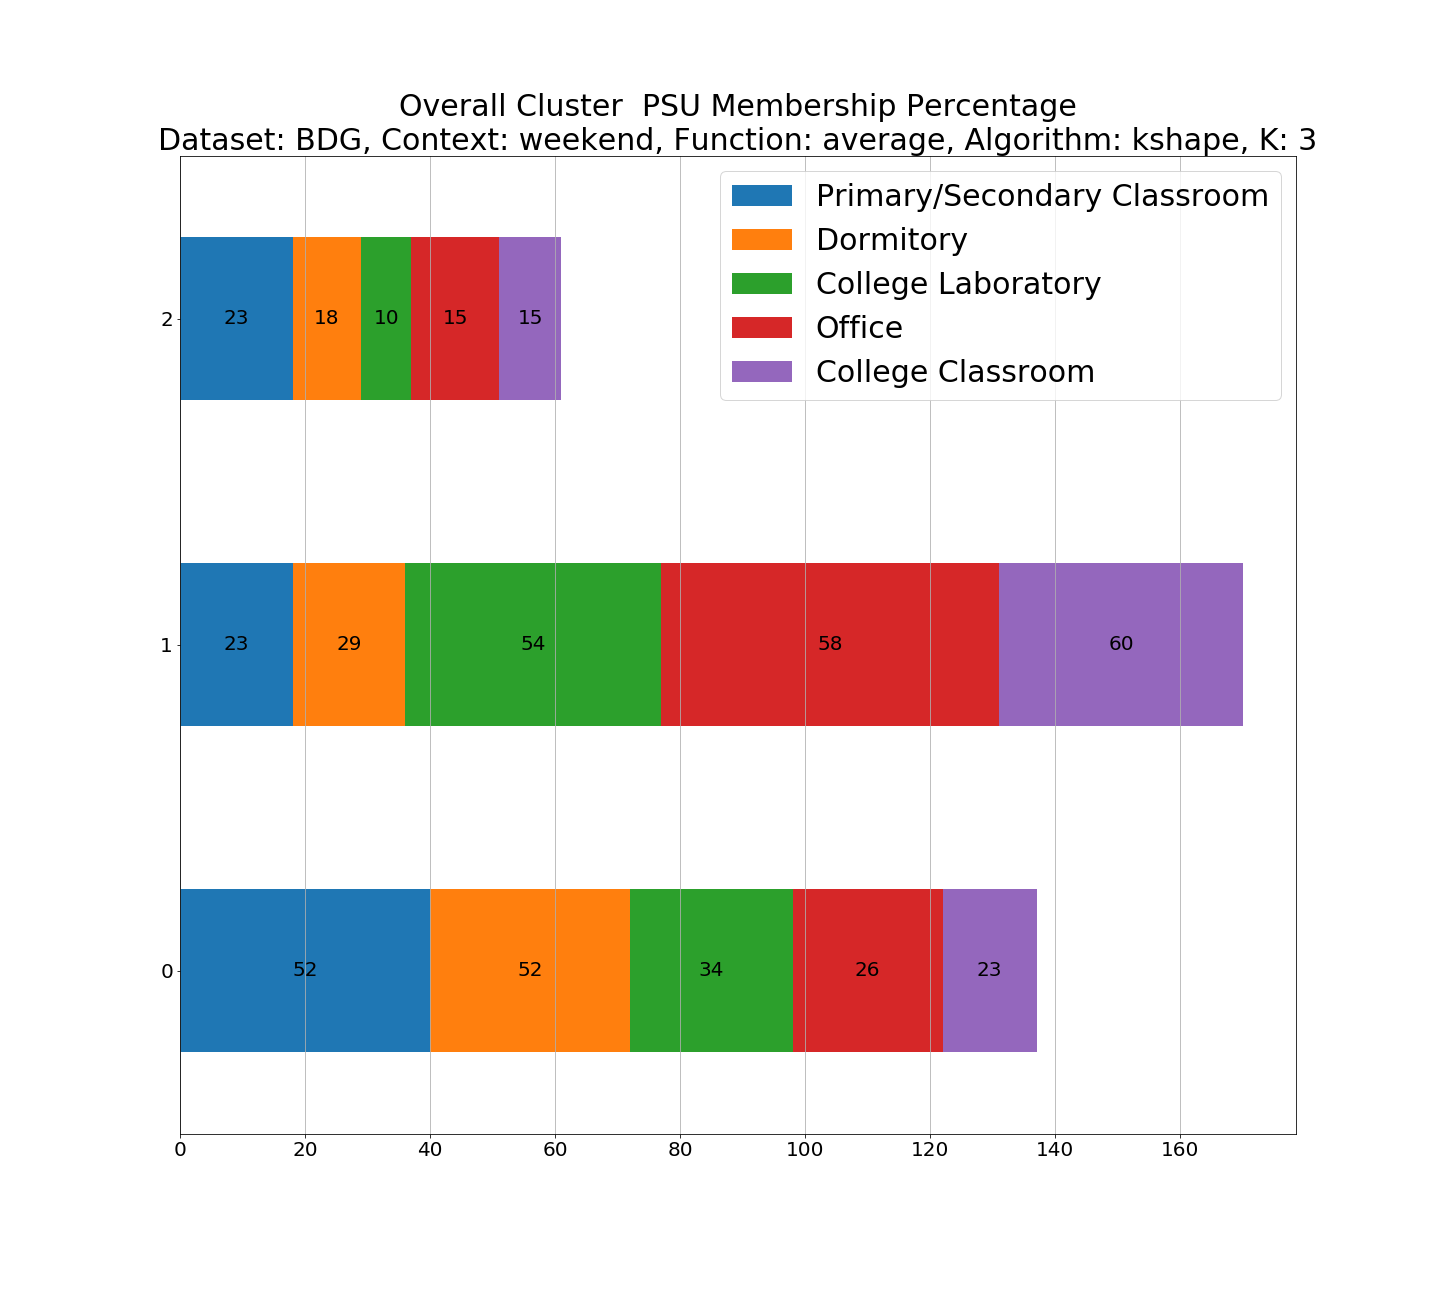 Overall Cluster  PSU Membership Percentage
Dataset: BDG, Context: weekend, Function: average, Algorithm: kshape, K: 3
Primary/Secondary Classroom
Dormitory
College Laboratory
Office
College Classroom
2
23 18 10 15 15
1
23 29 54 58 60
0
52 52 34 26 23
0 20 40 60 80 100 120 140 160